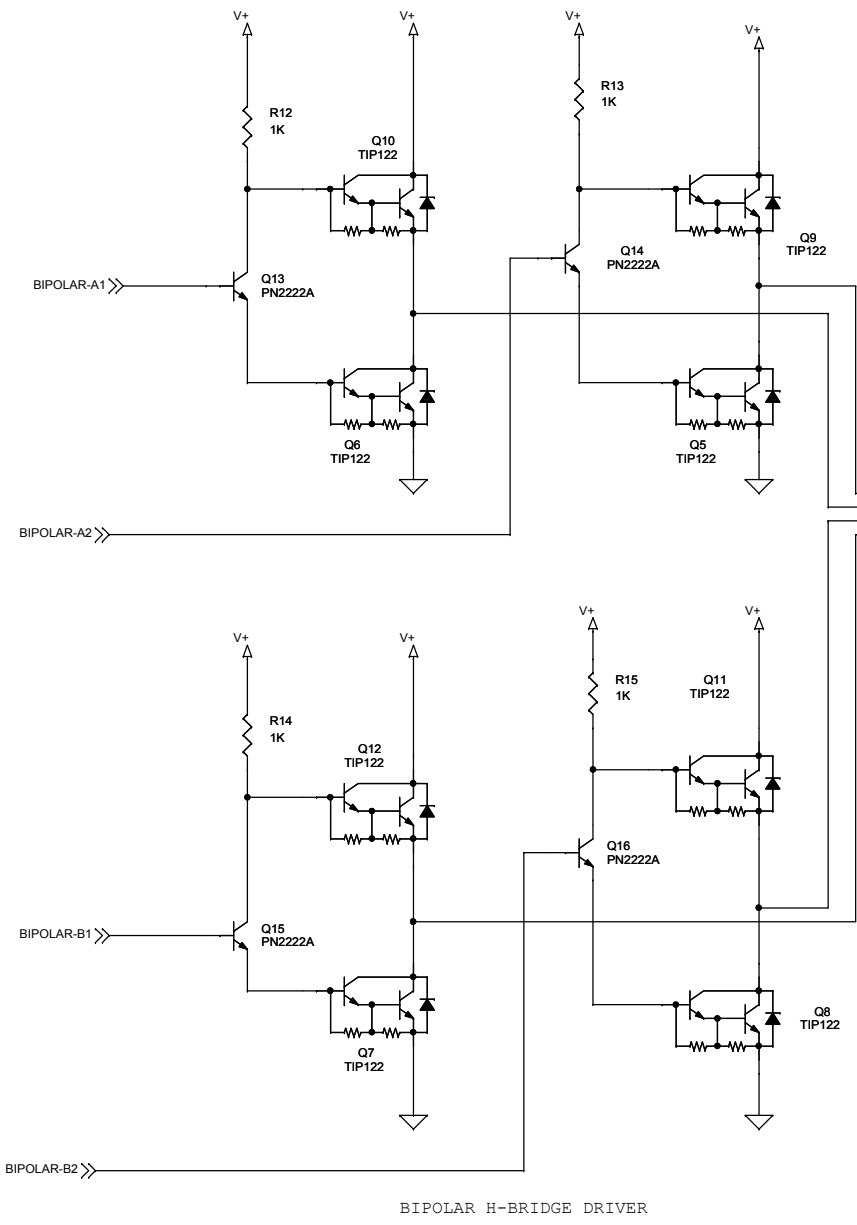 V+
V+
V+
V+
R12
1K
R13
1K
Q10
TIP122
Q9
TIP122
Q14
PN2222A
Q13
PN2222A
BIPOLAR-A1
Q6
TIP122
Q5
TIP122
BIPOLAR-A2
V+
V+
V+
V+
R15
1K
Q11
TIP122
R14
1K
Q12
TIP122
Q16
PN2222A
Q15
PN2222A
BIPOLAR-B1
Q8
TIP122
Q7
TIP122
BIPOLAR-B2
BIPOLAR H-BRIDGE DRIVER